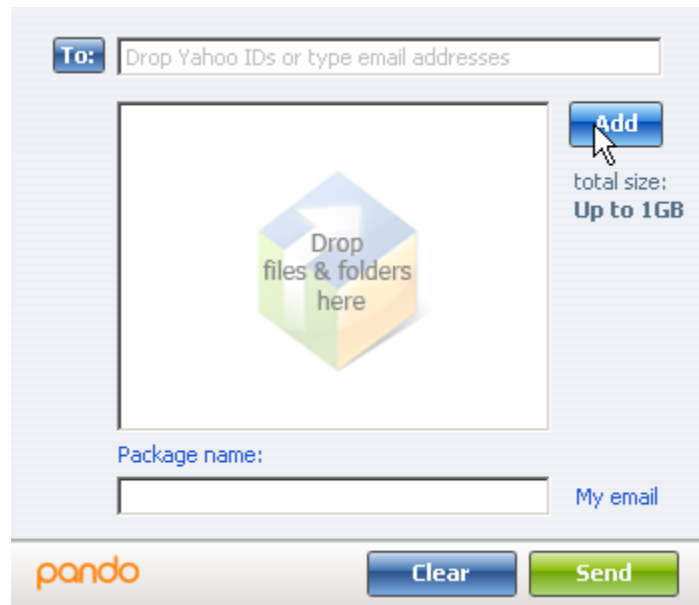 To:
Drop Yahoo IDs or type email addresses
Add
total size:
Up to 1GB
Drop
files & folders
here
Package name:
My email
pando
Clear
Send